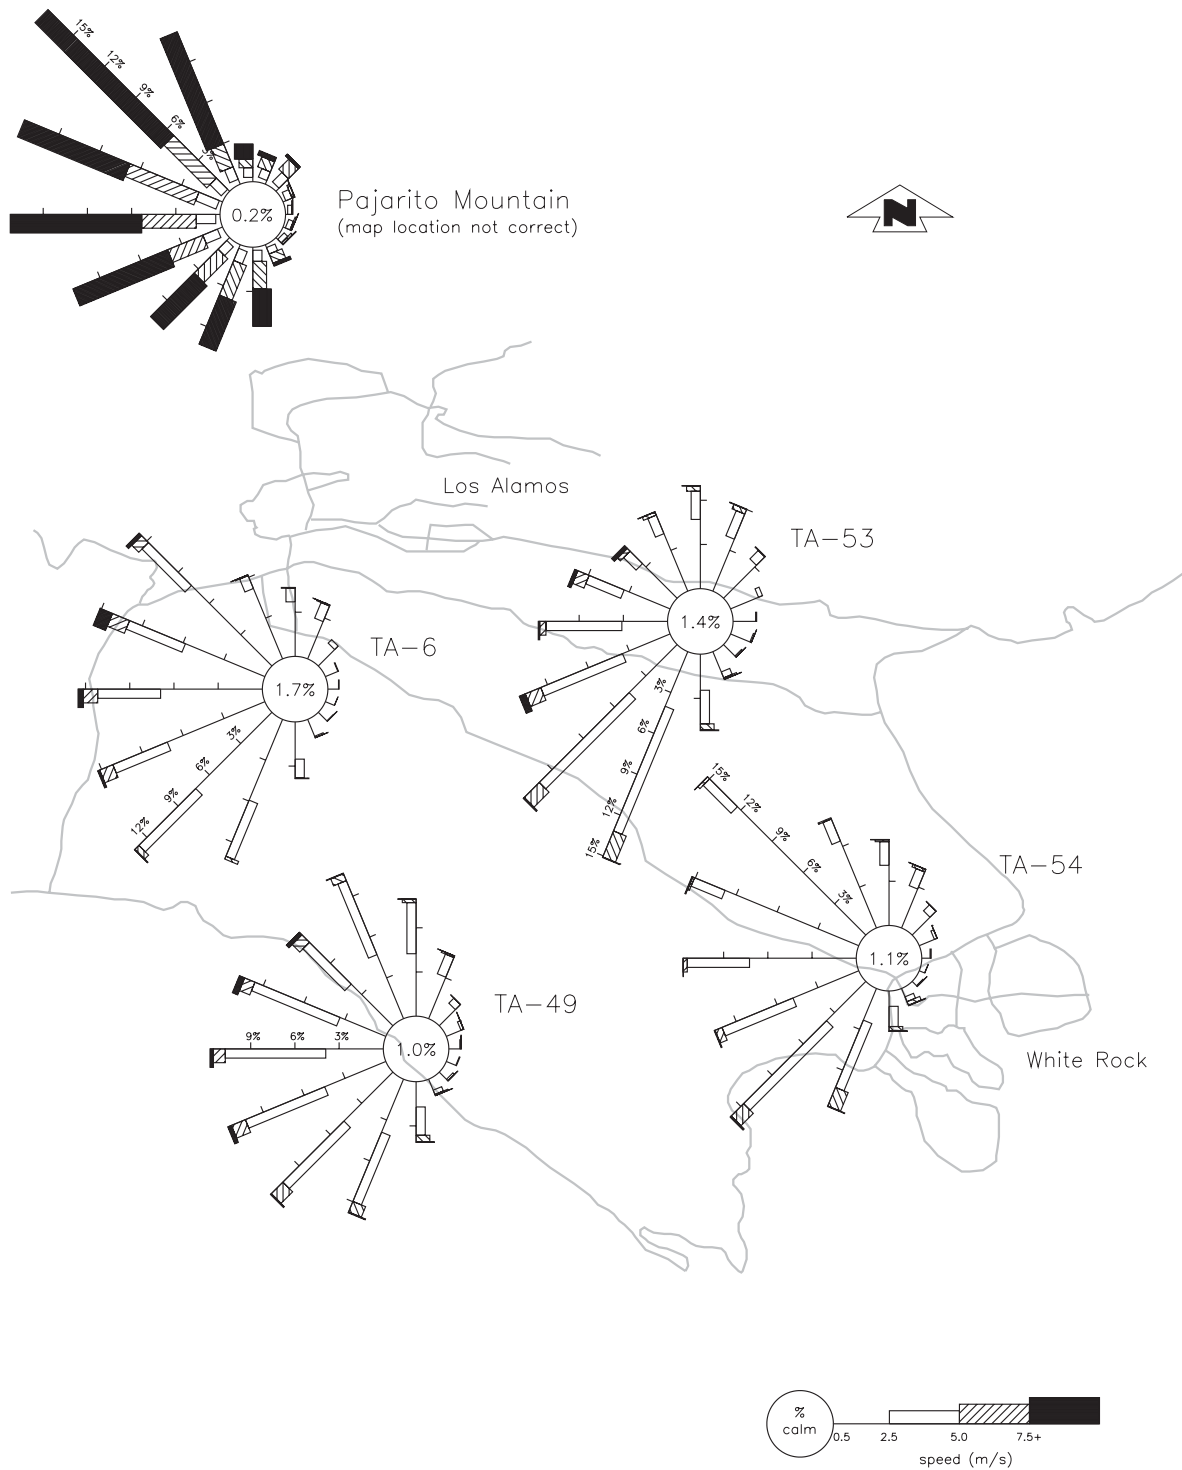 15%
12%
9%
6%
3%
0.2%
Pajarito Mountain
(map location not correct)
N
Los Alamos
TA-53
1.4%
3%
6%
9%
12%
15%
TA-6
1.7%
3%
6%
9%
12%
15%
12%
9%
6%
3%
TA-54
1.1%
TA-49
9% 6% 3%
1.0%
White Rock
%
calm
0.5 2.5 5.0 7.5+
speed (m/s)